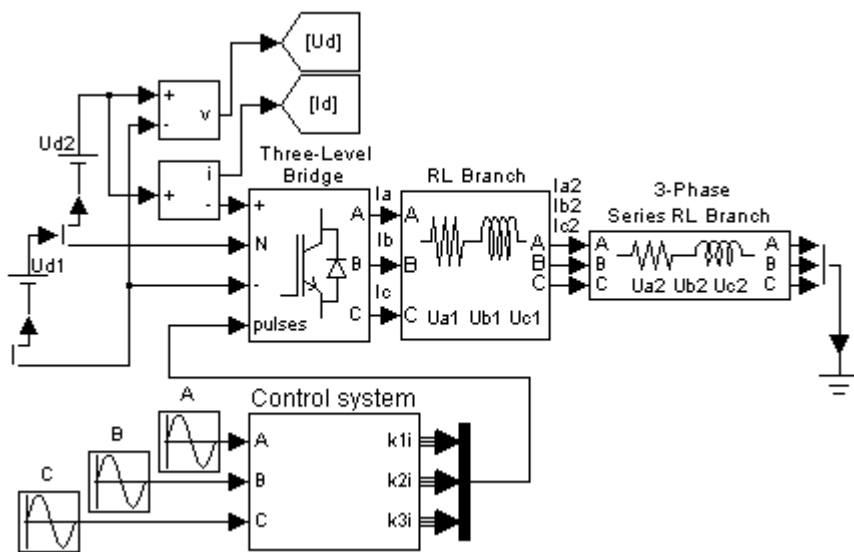 [Ud]
+
v
-
[Id]
Ud2
i
+
-
Three-Level
Bridge
+
N
-
pulses
A
B
C
Ia
Ib
Ic
RL Branch
A
B
C
A
B
C
Ua1 Ub1 Uc1
Ia2
Ib2
Ic2
3-Phase
Series RL Branch
A
B
C
A
B
C
Ua2 Ub2 Uc2
Ud1
Control system
A
B
C
A
B
C
k1i
k2i
k3i